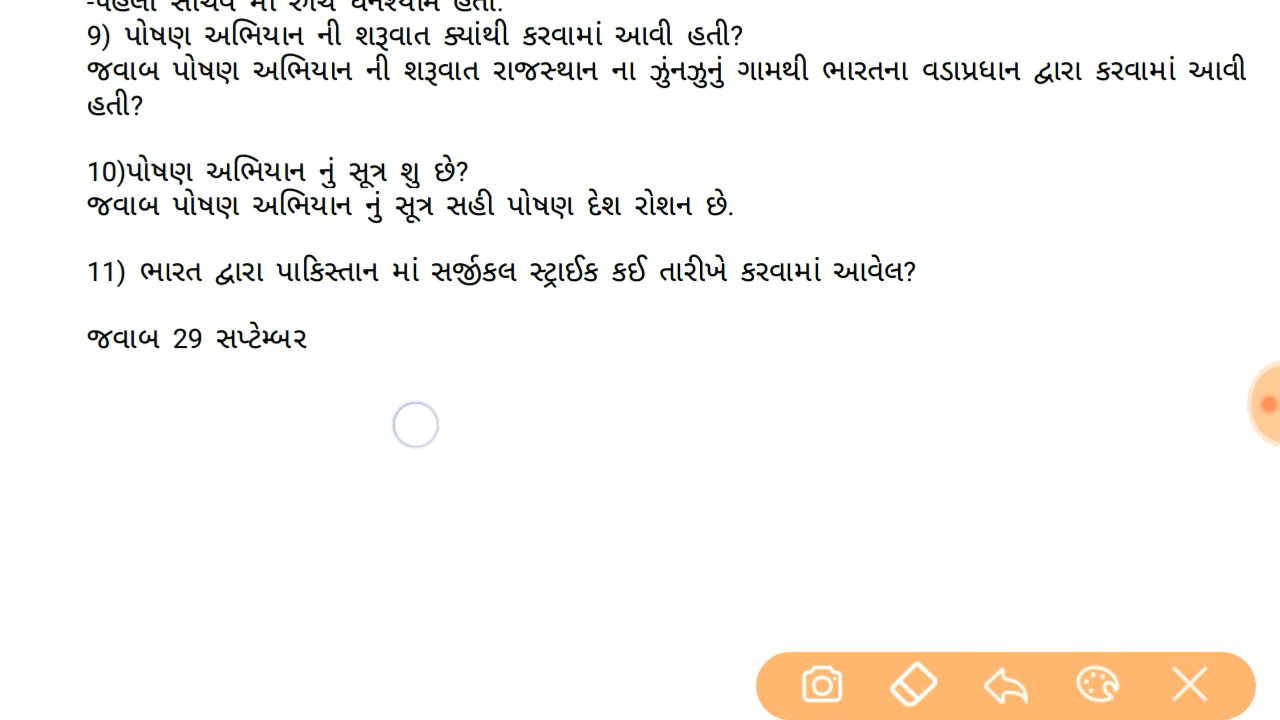 9) પોષણ અભિયાન ની શરૂવાત ક્યાંથી કરવામાં આવી હતી?
જવાબ પોષણ અભિયાન ની શરૂવાત રાજસ્થાન ના ઝુંનઝુનું ગામથી ભારતના વડાપ્રધાન દ્વારા કરવામાં આવી
હતી?
10)પોષણ અભિયાન નું સૂત્ર શુ છે?
જવાબ પોષણ અભિયાન નું સૂત્ર સહી પોષણ દેશ રોશન છે.
11) ભારત દ્વારા પાકિસ્તાન માં સર્જીકલ સ્ટ્રાઈક કઈ તારીખે કરવામાં આવેલ?
જવાબ 29 સપ્ટેમ્બર